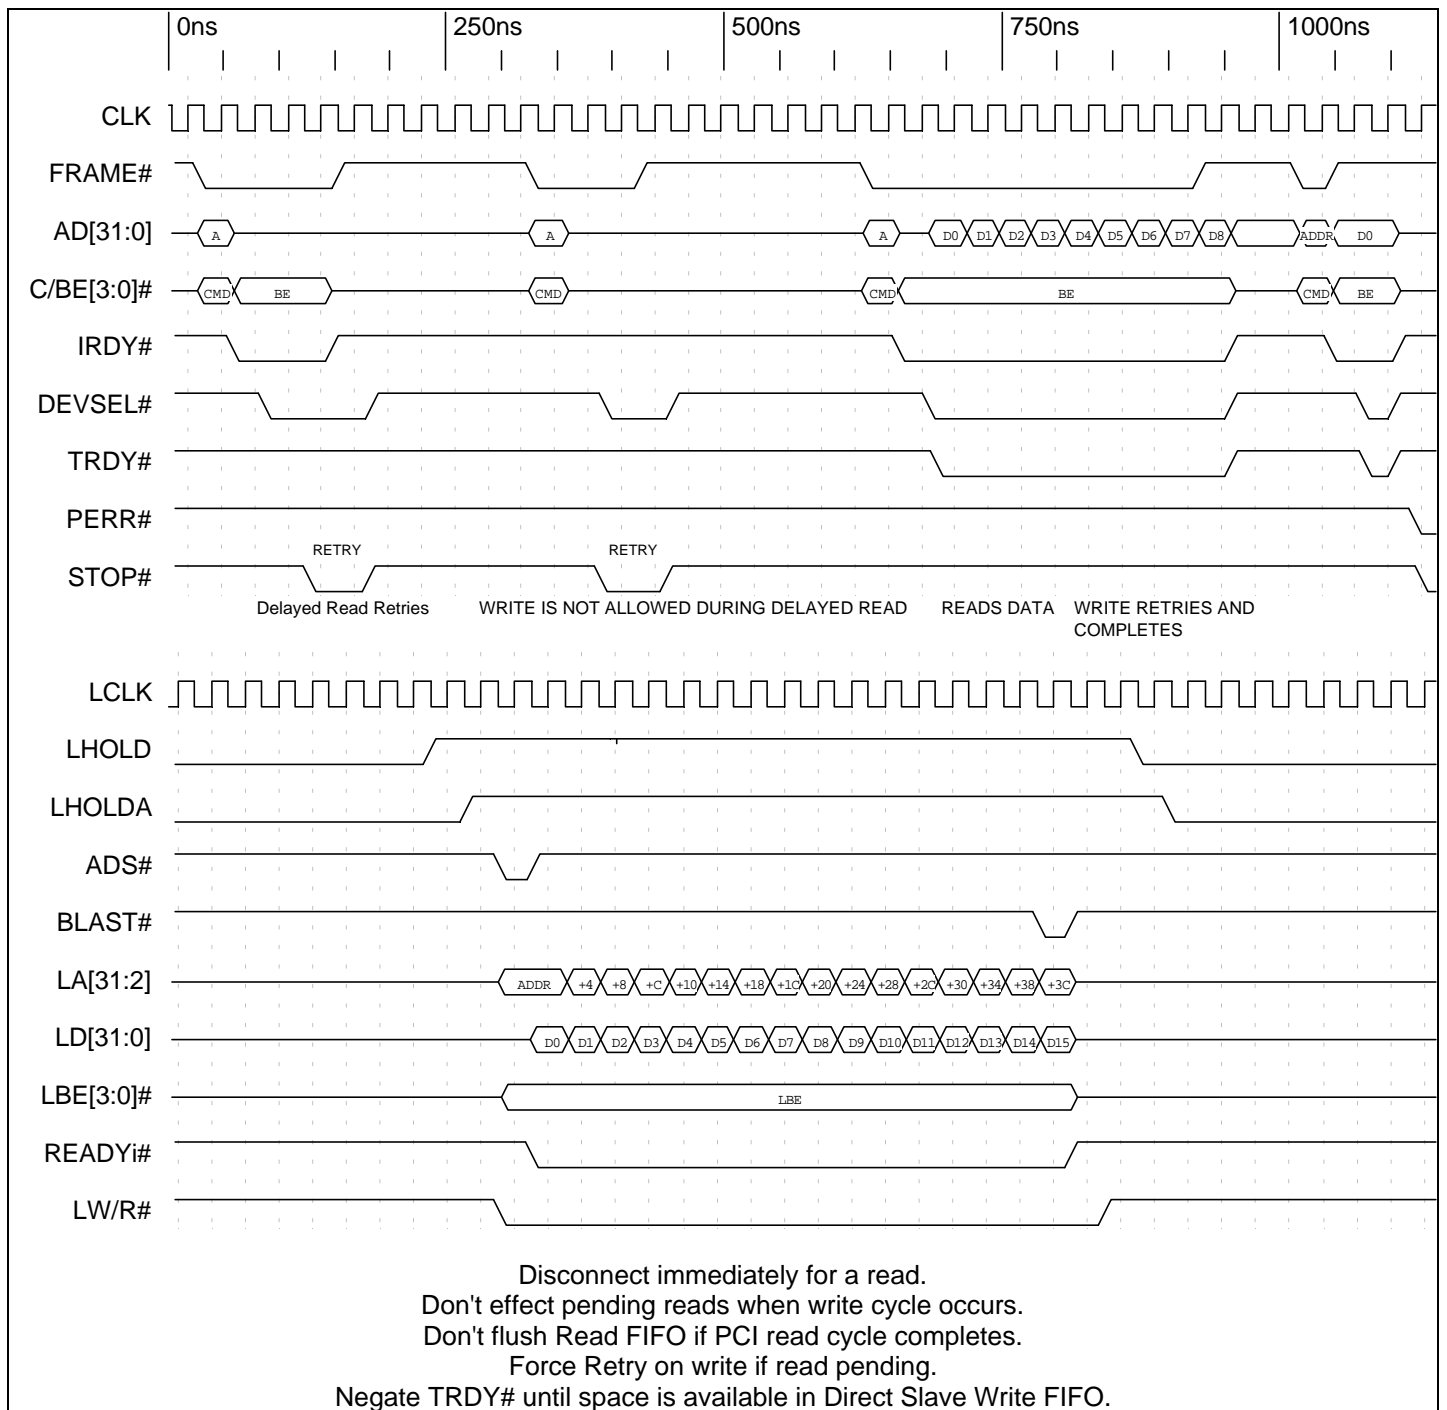 0ns 250ns 500ns 750ns 1000ns
CLK
FRAME#
AD[31:0] A A A D0 D1 D2 D3 D4 D5 D6 D7 D8 ADDR D0
C/BE[3:0]# CMD BE CMD CMD BE CMD BE
IRDY#
DEVSEL#
TRDY#
PERR#
RETRY RETRY
STOP#
Delayed Read Retries WRITE IS NOT ALLOWED DURING DELAYED READ READS DATA WRITE RETRIES AND
COMPLETES
LCLK
LHOLD
LHOLDA
ADS#
BLAST#
LA[31:2] ADDR +4 +8 +C +10 +14 +18 +1C +20 +24 +28 +2C +30 +34 +38 +3C
LD[31:0] D0 D1 D2 D3 D4 D5 D6 D7 D8 D9 D10 D11 D12 D13 D14 D15
LBE[3:0]# LBE
READYi#
LW/R#
Disconnect immediately for a read.
Don't effect pending reads when write cycle occurs.
Don't flush Read FIFO if PCI read cycle completes.
Force Retry on write if read pending.
Negate TRDY# until space is available in Direct Slave Write FIFO.